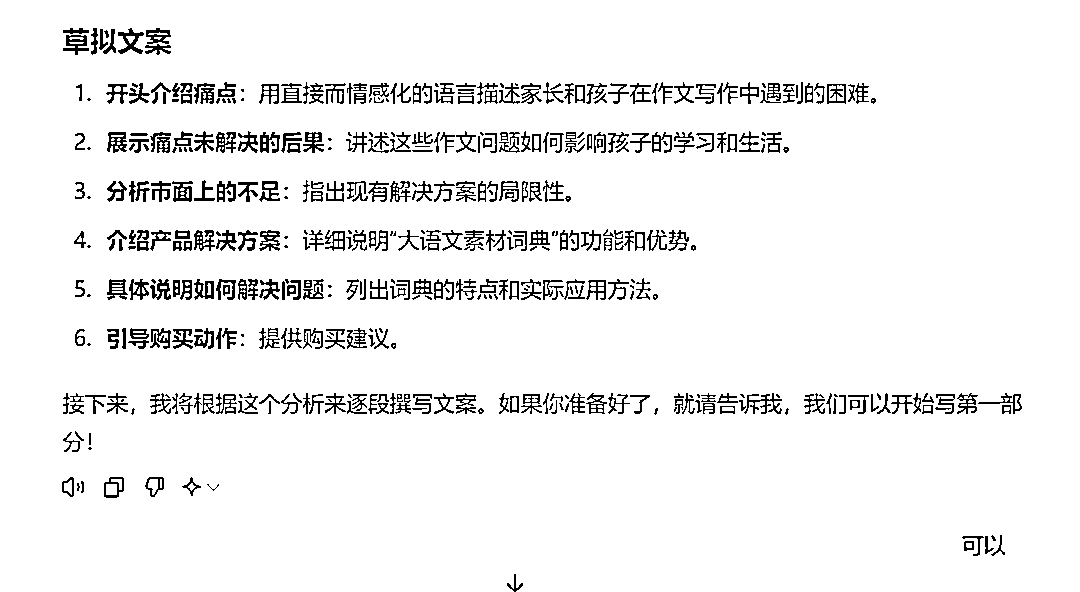 草拟文案
1. 开头介绍痛点：用直接而情感化的语言描述家长和孩子在作文写作中遇到的困难。
2. 展示痛点未解决的后果：讲述这些作文问题如何影响孩子的学习和生活。
3. 分析市面上的不足：指出现有解决方案的局限性。
4. 介绍产品解决方案：详细说明“大语文素材词典”的功能和优势。
5. 具体说明如何解决问题：列出词典的特点和实际应用方法。
6. 引导购买动作：提供购买建议。
接下来，我将根据这个分析来逐段撰写文案。如果你准备好了，就请告诉我，我们可以开始写第一部
分！
可以